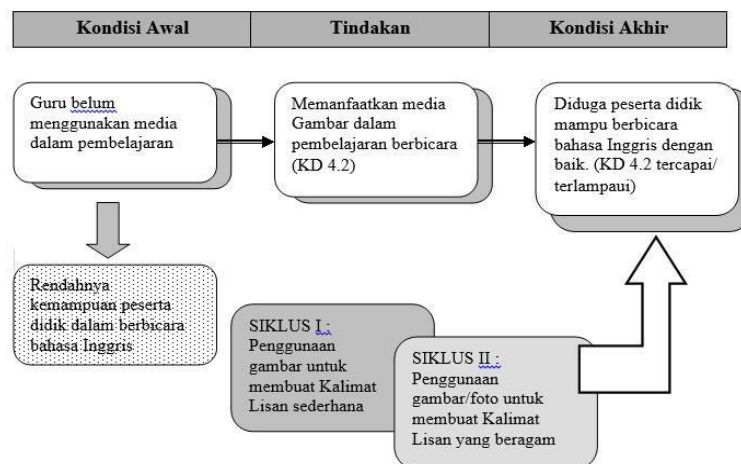 Kondisi Awal
Tindakan
Kondisi Akhir
Guru belum
menggunakan media
dalam pembelajaran
Memanfaatkan media
Gambar dalam
pembelajaran berbicara
(KD 4.2)
Diduga peserta didik
mampu berbicara
bahasa Inggris dengan
baik. (KD 4.2 tercapai/
terlampaui)
Rendahnya
kemampuan peserta
didik dalam berbicara
bahasa Inggris
SIKLUS I :
Penggunaan
gambar untuk
membuat Kalimat
Lisan sederhana
SIKLUS II :
Penggunaan
gambar/foto untuk
membuat Kalimat
Lisan yang beragam